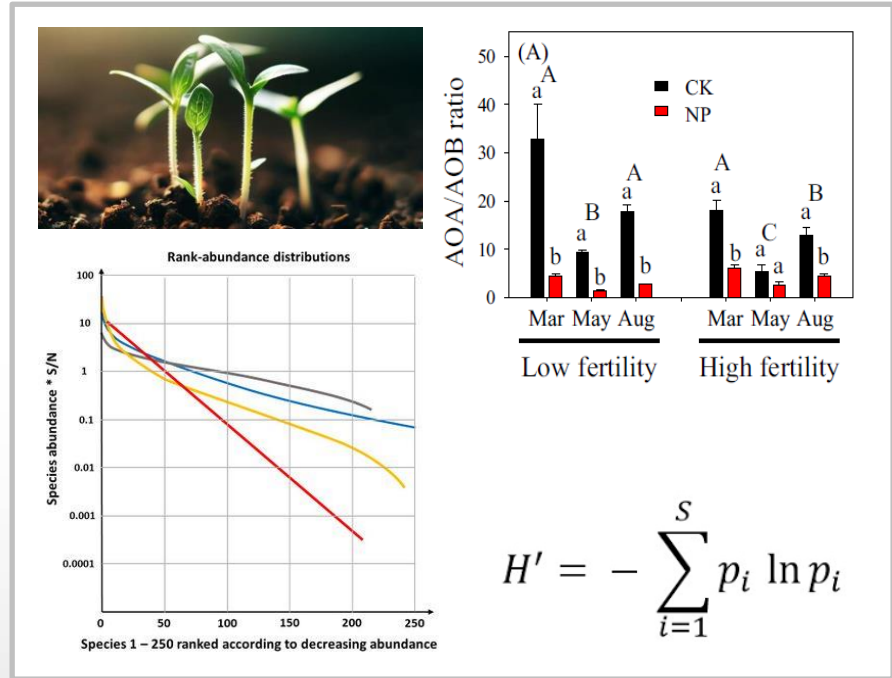 Rank-abundance distributions
100
10
1
0.1
0.01
0.001
0.0001
Species abundance * S/N
0 50 100 150 200 250
Species 1 – 250 ranked according to decreasing abundance
(A)
AOA/AOB ratio
50
40
30
20
10
0
CK
NP
a A
b
a B
b
a A
b
a A
b
a C
a
a B
b
Mar May Aug Mar May Aug
Low fertility High fertility
H′ = − ∑ᵢ₌₁ˢ pᵢ ln pᵢ